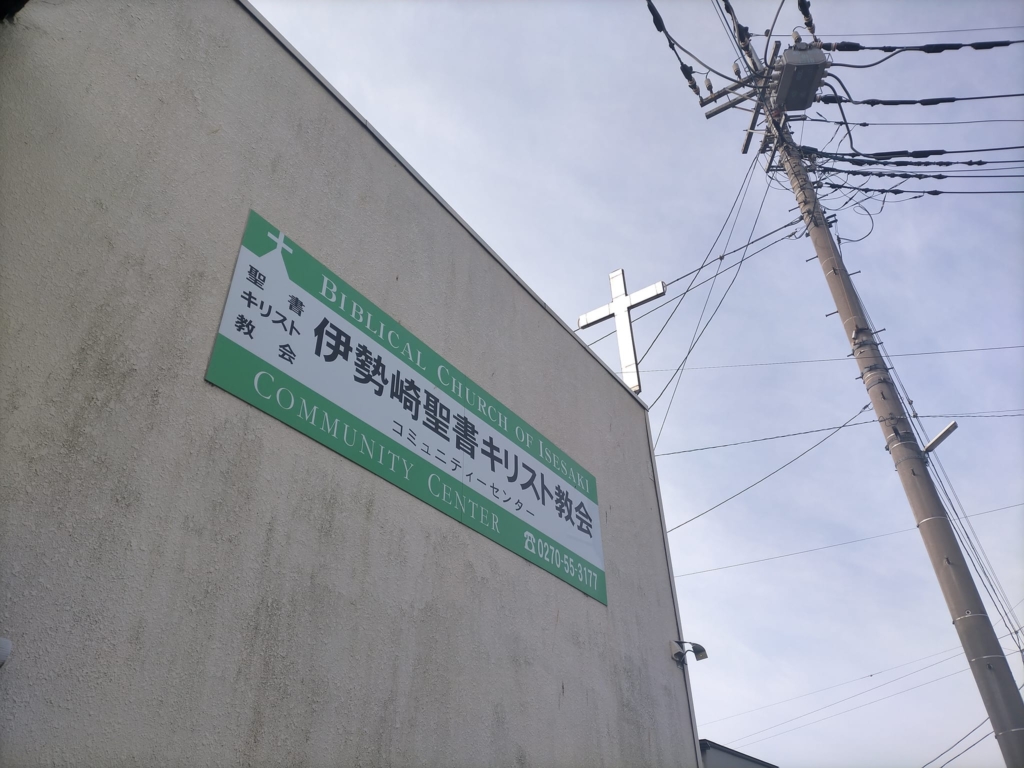 BIBLICAL CHURCH OF ISESAKI
聖書
キリスト
教会
伊勢崎聖書キリスト教会
コミュニティーセンター
COMMUNITY CENTER
☎0270-55-3177